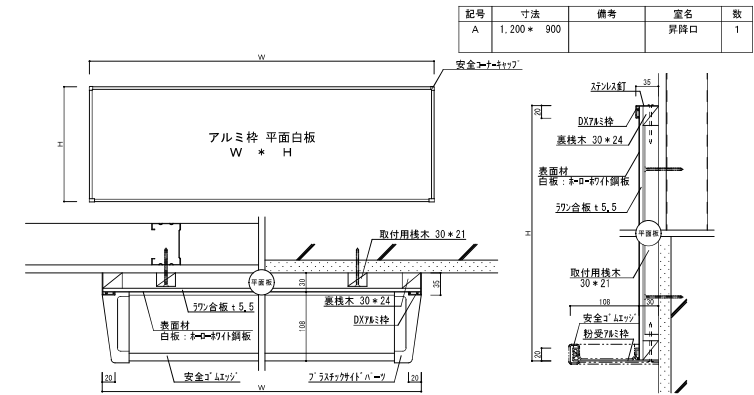 記号 寸法 備考 室名 数
A 1,200＊ 900 昇降口 1
W
安全ｺｰﾅｰｷｬｯﾌﾟ
H
アルミ枠 平面白板
W ＊ H
取付用桟木 30＊21
平面板
30
35
ﾗﾜﾝ合板 t5.5
裏桟木 30＊24
DXｱﾙﾐ枠
表面材
白板：ﾎｰﾛｰﾎﾜｲﾄ鋼板
108
安全ｺﾞﾑｴｯｼﾞ
ﾌﾟﾗｽﾁｯｸｻｲﾄﾞﾊﾟｰﾂ
20
W
20
ｽﾃﾝﾚｽ釘
35
20
DXｱﾙﾐ枠
裏桟木 30＊24
表面材
白板：ﾎｰﾛｰﾎﾜｲﾄ鋼板
ﾗﾜﾝ合板 t5.5
H
平面板
取付用桟木
30＊21
108
30
安全ｺﾞﾑｴｯｼﾞ
粉受ｱﾙﾐ枠
20